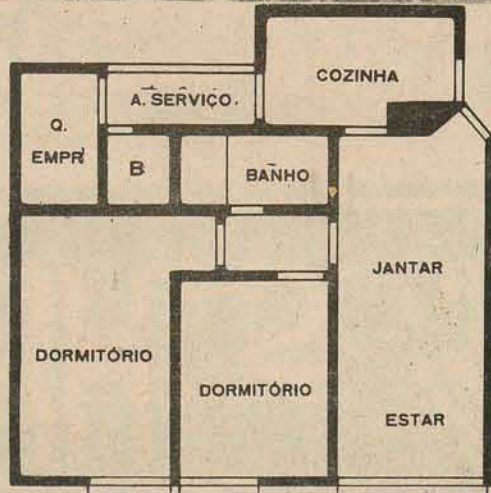 COZINHA
A. SERVIÇO.
Q.
EMPR
B
BANHO
JANTAR
DORMITÓRIO
DORMITÓRIO
ESTAR